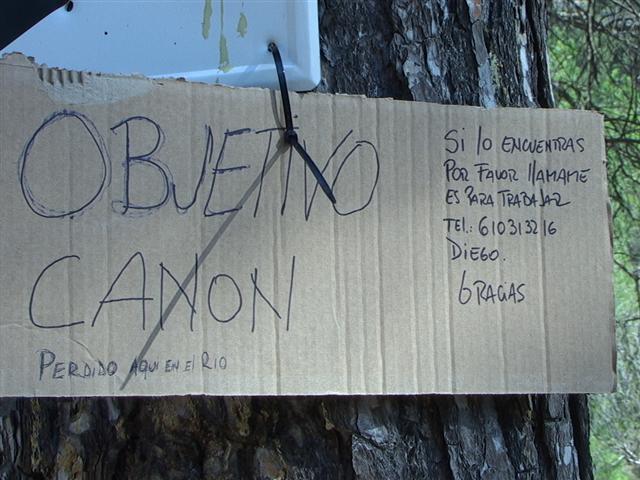 OBJETIVO
CANON
PERDIDO AQUI EN El RIO
Si lo ENCUENTRAS
POR FAVOR llAMAME
ES PARA TRABAJAR
TEL.: 610313216
DIEGO.
GRACIAS